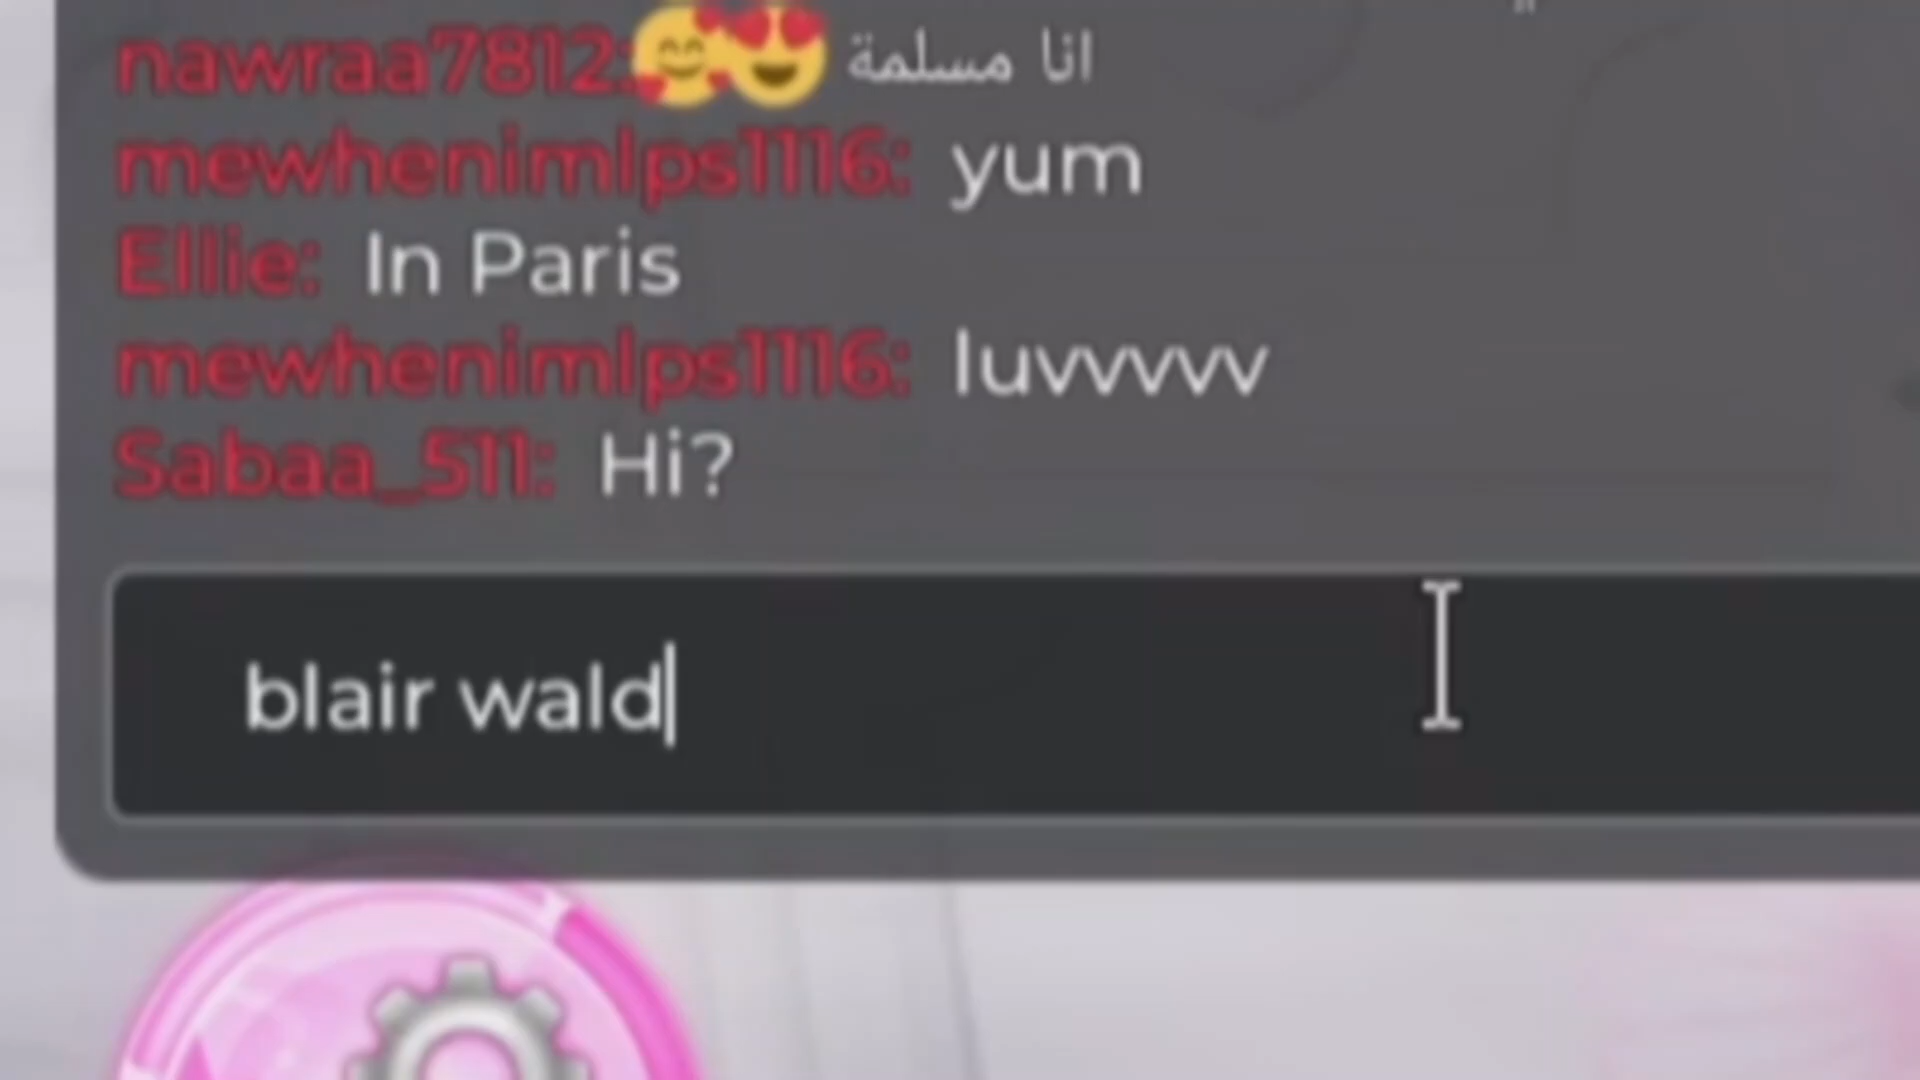 nawraa7812:🥰😍 انا مسلمة
mewhenimlps1116: yum
Ellie: In Paris
mewhenimlps1116: luvvvvv
Sabaa_511: Hi?
blair wald